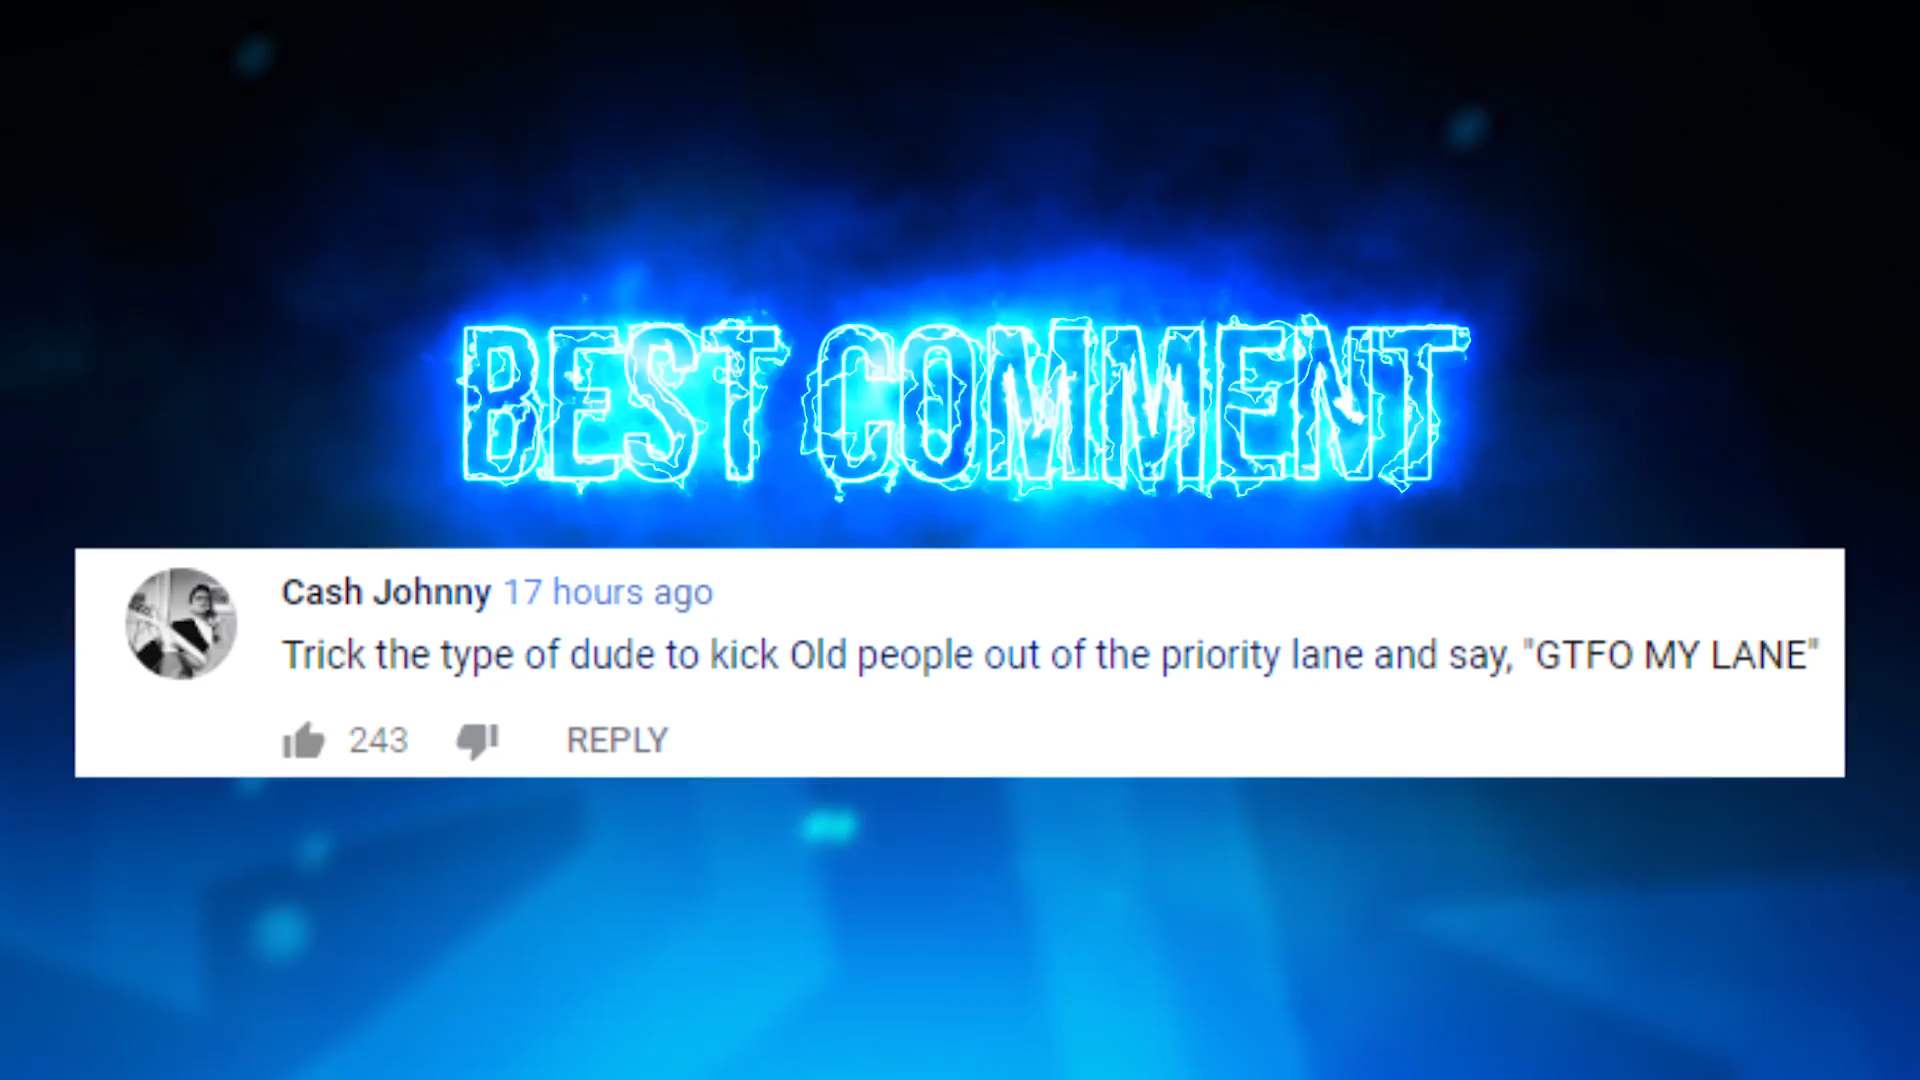 BEST COMMENT
Cash Johnny 17 hours ago
Trick the type of dude to kick Old people out of the priority lane and say, "GTFO MY LANE"
243 REPLY